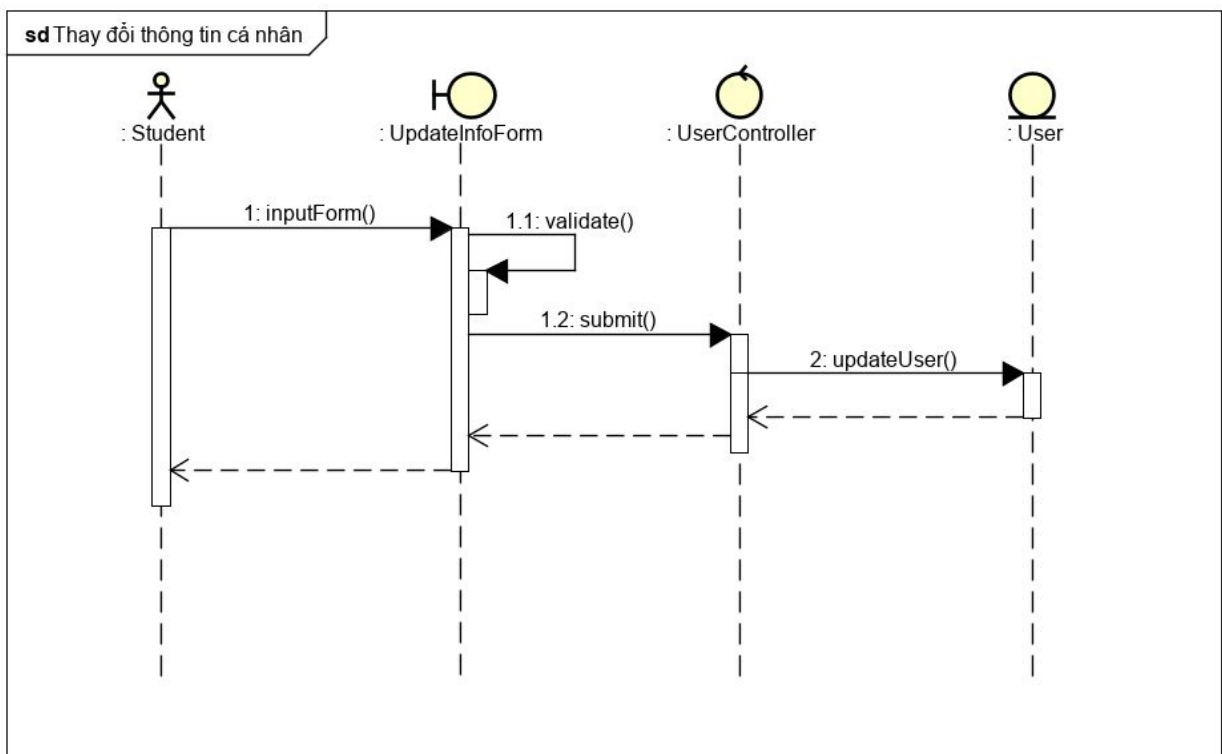 sd Thay đổi thông tin cá nhân
: Student
: UpdateInfoForm
: UserController
: User
1: inputForm()
1.1: validate()
1.2: submit()
2: updateUser()